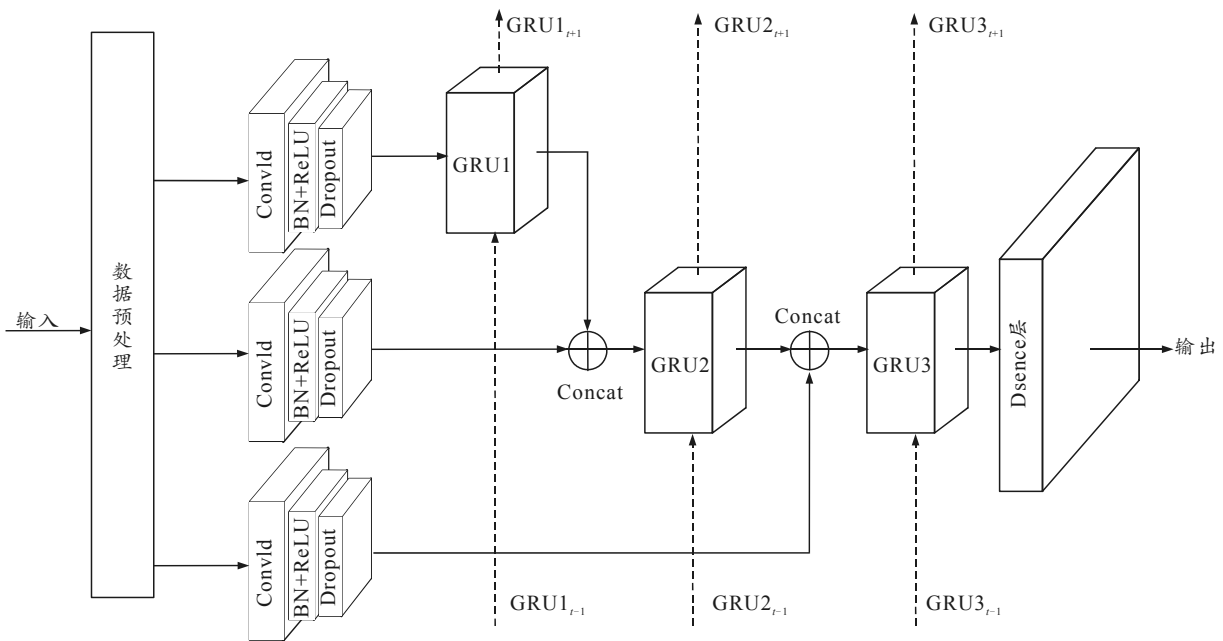 GRU1t+1
GRU2t+1
GRU3t+1
Convld
BN+ReLU
Dropout
GRU1
输入
数据预处理
Convld
BN+ReLU
Dropout
Concat
GRU2
Concat
GRU3
Dsence层
输出
Convld
BN+ReLU
Dropout
GRU1t−1
GRU2t−1
GRU3t−1